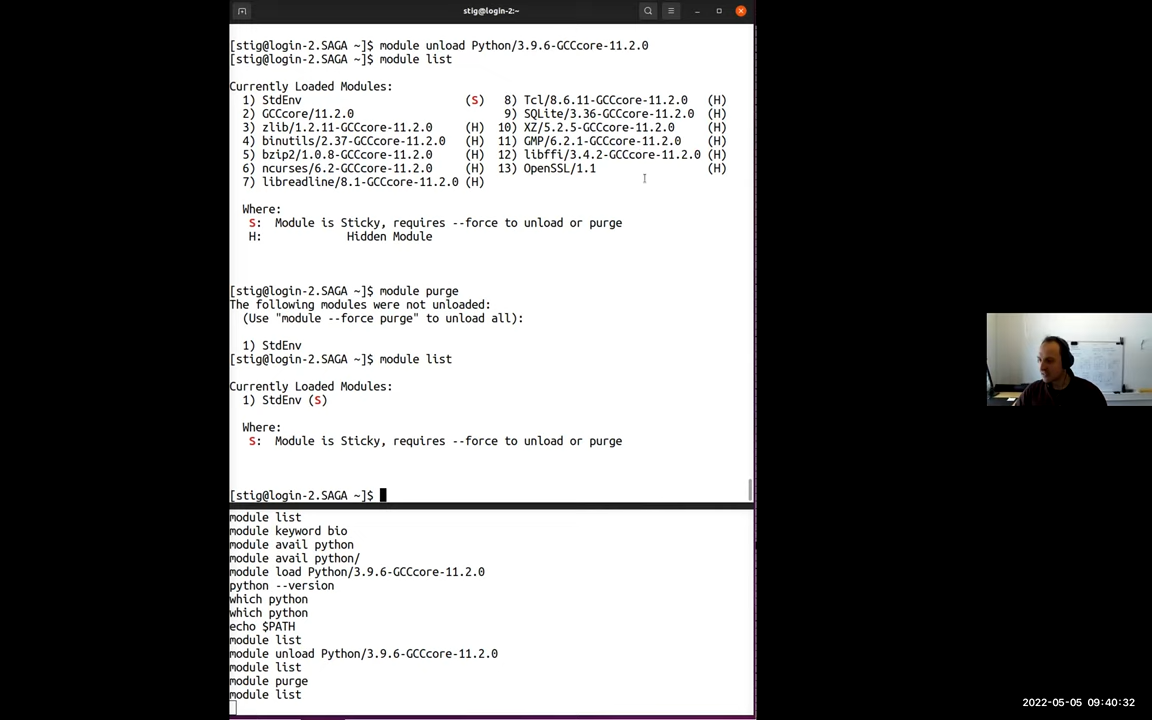 stig@login-2:~
[stig@login-2.SAGA ~]$ module unload Python/3.9.6-GCCcore-11.2.0
[stig@login-2.SAGA ~]$ module list
Currently Loaded Modules:
1) StdEnv (S) 8) Tcl/8.6.11-GCCcore-11.2.0 (H)
2) GCCcore/11.2.0 9) SQLite/3.36-GCCcore-11.2.0 (H)
3) zlib/1.2.11-GCCcore-11.2.0 (H) 10) XZ/5.2.5-GCCcore-11.2.0 (H)
4) binutils/2.37-GCCcore-11.2.0 (H) 11) GMP/6.2.1-GCCcore-11.2.0 (H)
5) bzip2/1.0.8-GCCcore-11.2.0 (H) 12) libffi/3.4.2-GCCcore-11.2.0 (H)
6) ncurses/6.2-GCCcore-11.2.0 (H) 13) OpenSSL/1.1 (H)
7) libreadline/8.1-GCCcore-11.2.0 (H)
Where:
S: Module is Sticky, requires --force to unload or purge
H: Hidden Module
[stig@login-2.SAGA ~]$ module purge
The following modules were not unloaded:
(Use "module --force purge" to unload all):
1) StdEnv
[stig@login-2.SAGA ~]$ module list
Currently Loaded Modules:
1) StdEnv (S)
Where:
S: Module is Sticky, requires --force to unload or purge
[stig@login-2.SAGA ~]$
module list
module keyword bio
module avail python
module avail python/
module load Python/3.9.6-GCCcore-11.2.0
python --version
which python
which python
echo $PATH
module list
module unload Python/3.9.6-GCCcore-11.2.0
module list
module purge
module list
2022-05-05 09:40:32